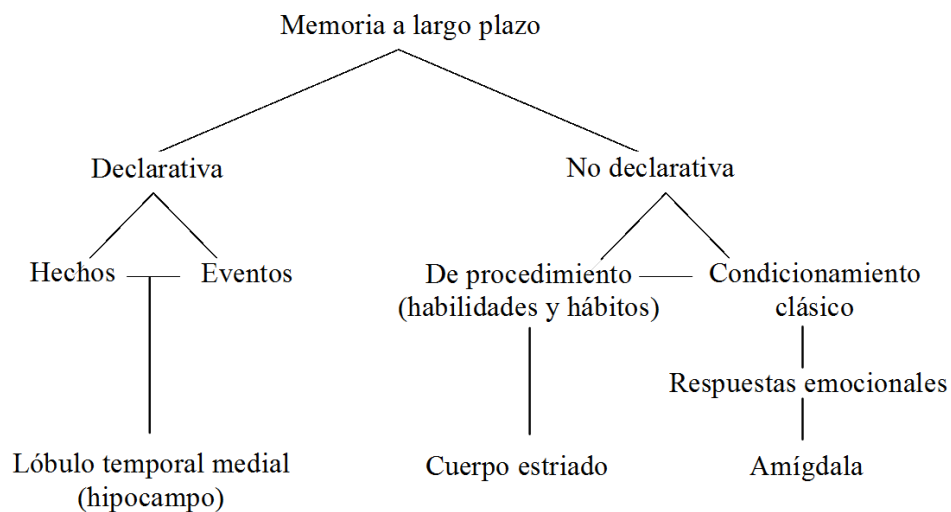 Memoria a largo plazo
Declarativa
No declarativa
Hechos
Eventos
De procedimiento
(habilidades y hábitos)
Condicionamiento
clásico
Respuestas emocionales
Lóbulo temporal medial
(hipocampo)
Cuerpo estriado
Amígdala